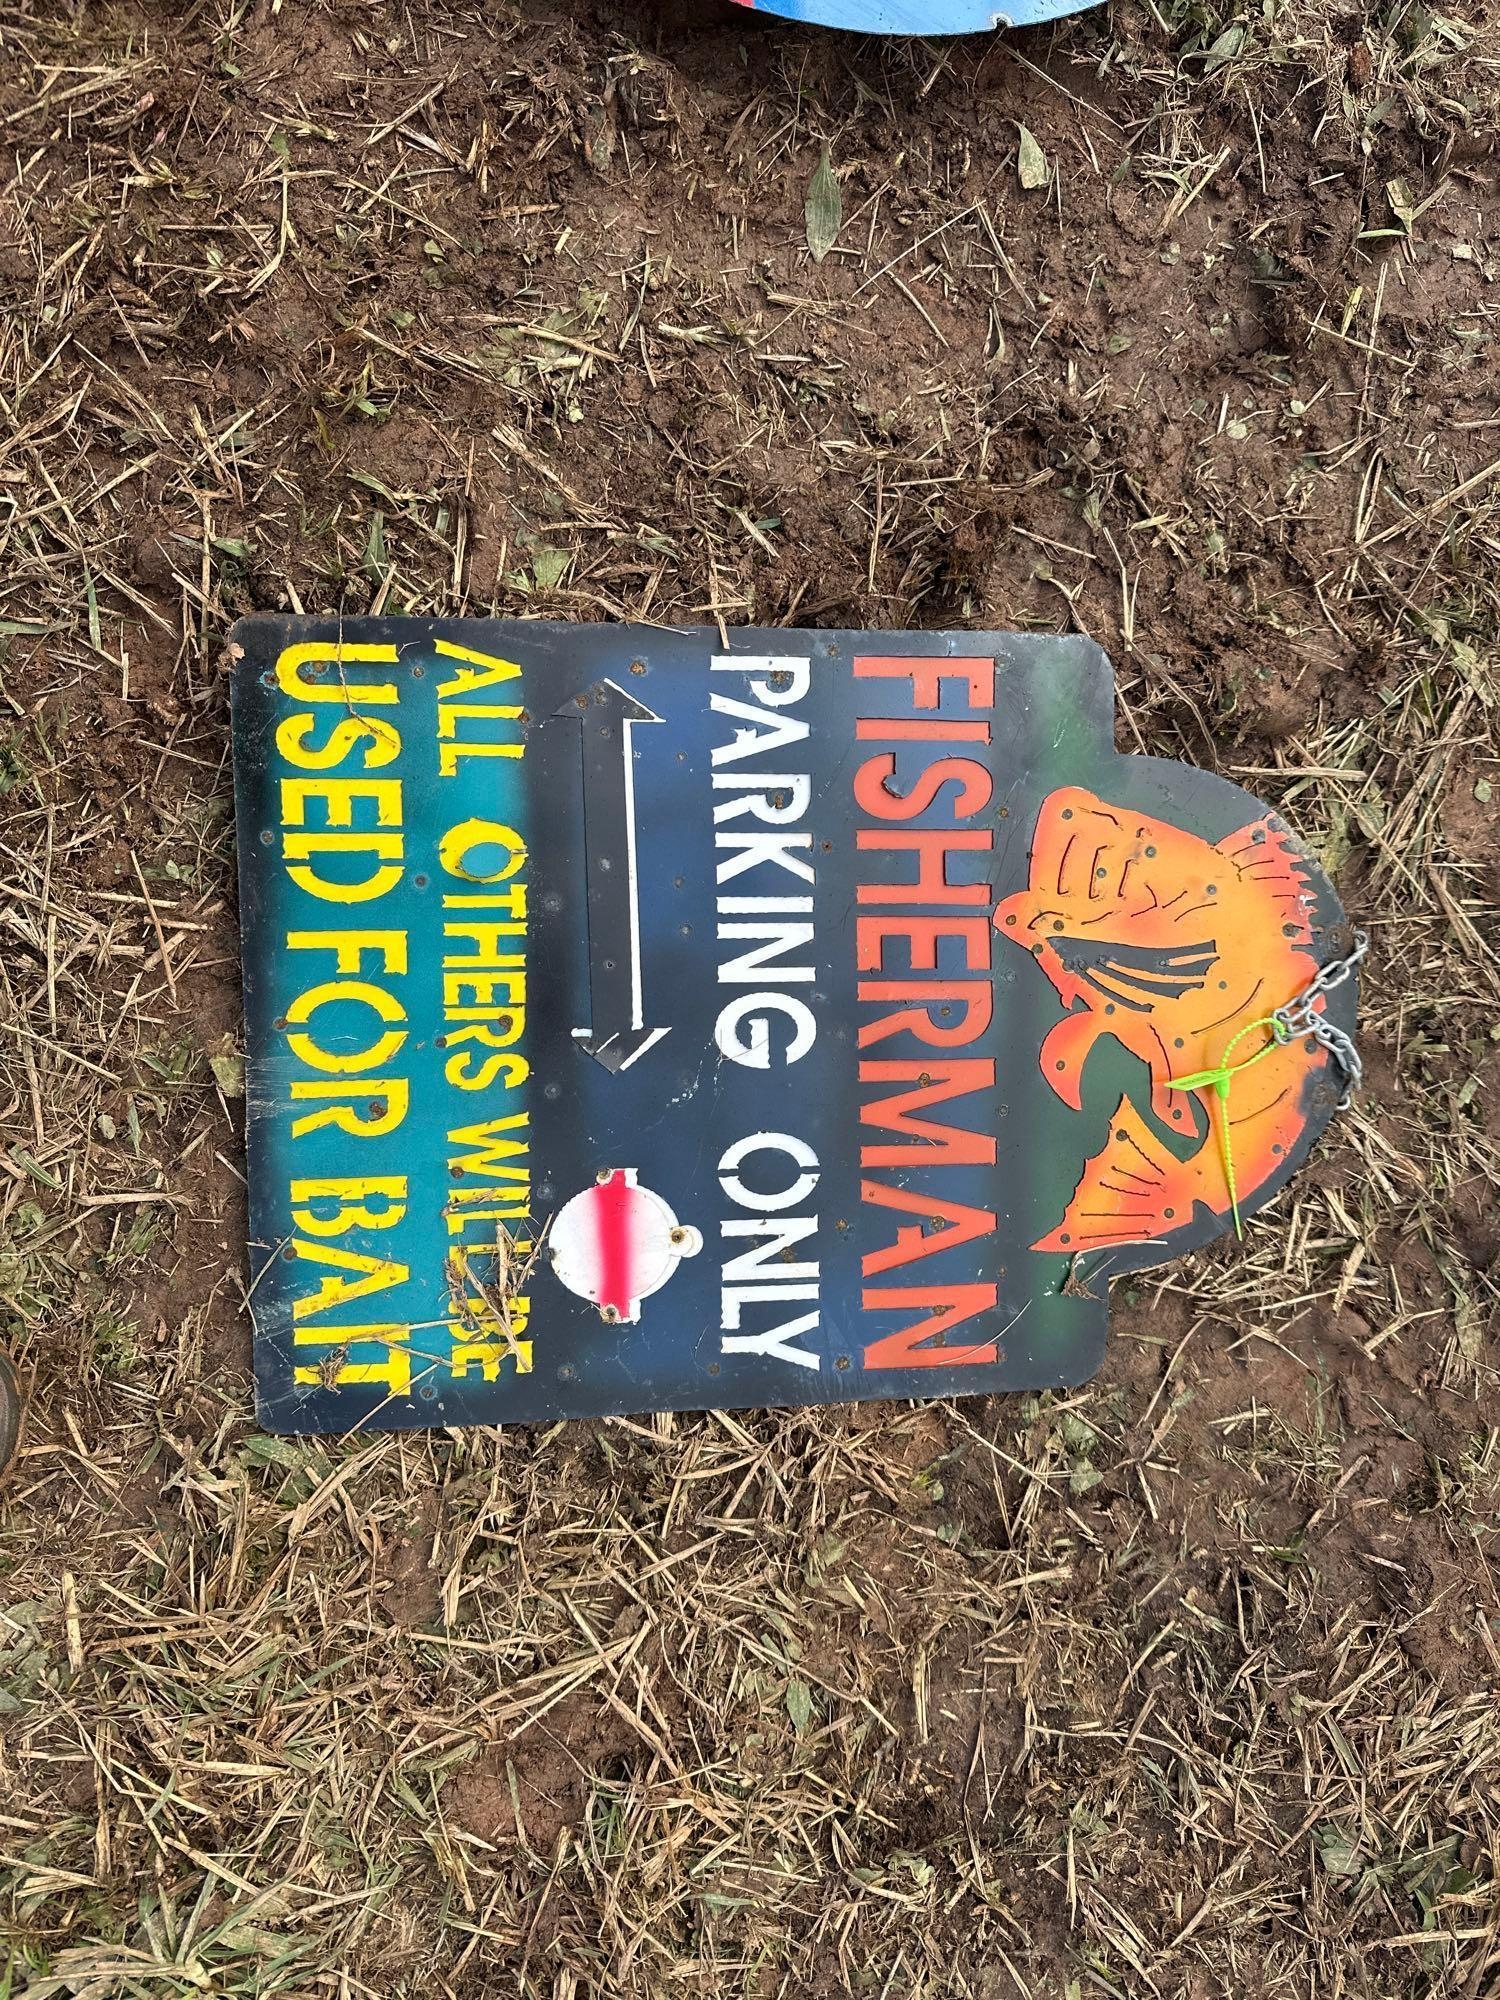 FISHERMAN
PARKING ONLY
ALL OTHERS WILL BE
USED FOR BAIT